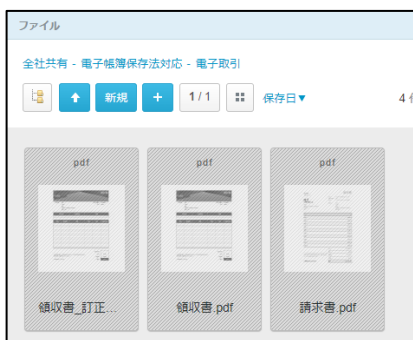 ファイル
全社共有 - 電子帳簿保存法対応 - 電子取引
新規 + 1 / 1 保存日▼ 4
pdf pdf pdf
領収書_訂正... 領収書.pdf 請求書.pdf